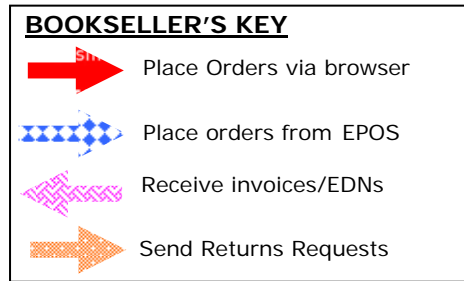 BOOKSELLER'S KEY
Place Orders via browser
Place orders from EPOS
Receive invoices/EDNs
Send Returns Requests